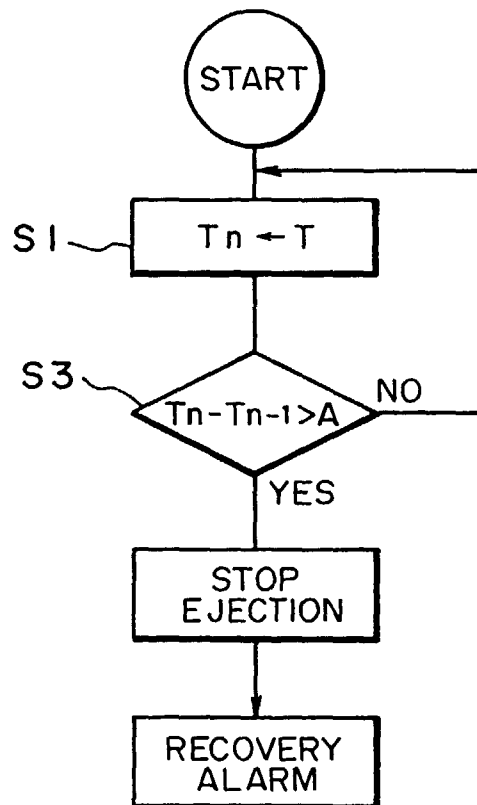 START
S1
Tn ← T
S3
Tn-Tn-1>A
NO
YES
STOP
EJECTION
RECOVERY
ALARM